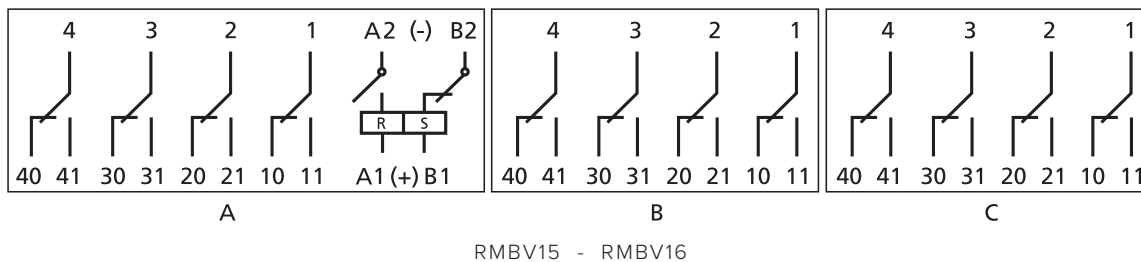 4 3 2 1 A2 (-) B2 4 3 2 1 4 3 2 1
R S
40 41 30 31 20 21 10 11 A1 (+) B1 40 41 30 31 20 21 10 11 40 41 30 31 20 21 10 11
A B C
RMBV15 - RMBV16